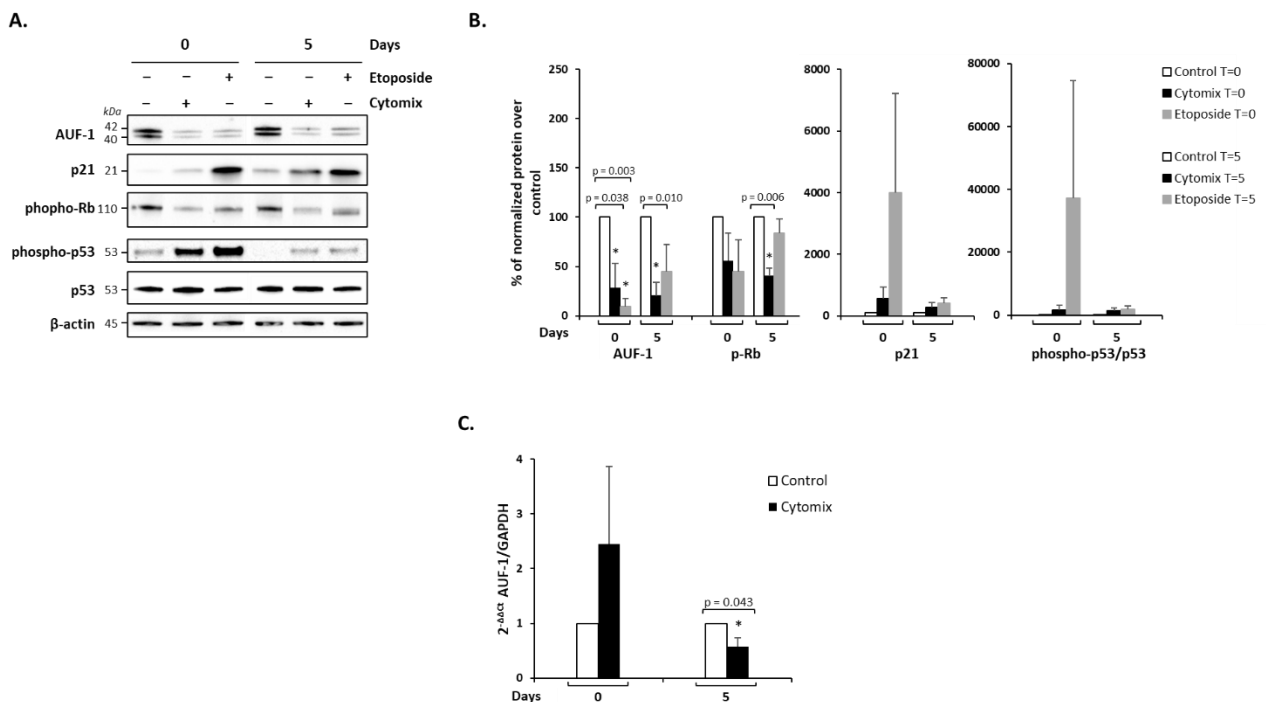 A.
0 5 Days
– – + – – + Etoposide
– + – – + – Cytomix
kDa
AUF-1 42
40
p21 21
phopho-Rb 110
phospho-p53 53
p53 53
β-actin 45
B.
% of normalized protein over
control
250
200
150
100
50
0
p = 0.003
p = 0.038
p = 0.010
p = 0.006
*
*
*
*
Days 0 5 0 5
AUF-1 p-Rb
8000
6000
4000
2000
0
0 5
p21
80000
60000
40000
20000
0
0 5
phospho-p53/p53
Control T=0
Cytomix T=0
Etoposide T=0
Control T=5
Cytomix T=5
Etoposide T=5
C.
2-ΔΔCt AUF-1/GAPDH
4
3
2
1
0
Control
Cytomix
p = 0.043
*
Days 0 5